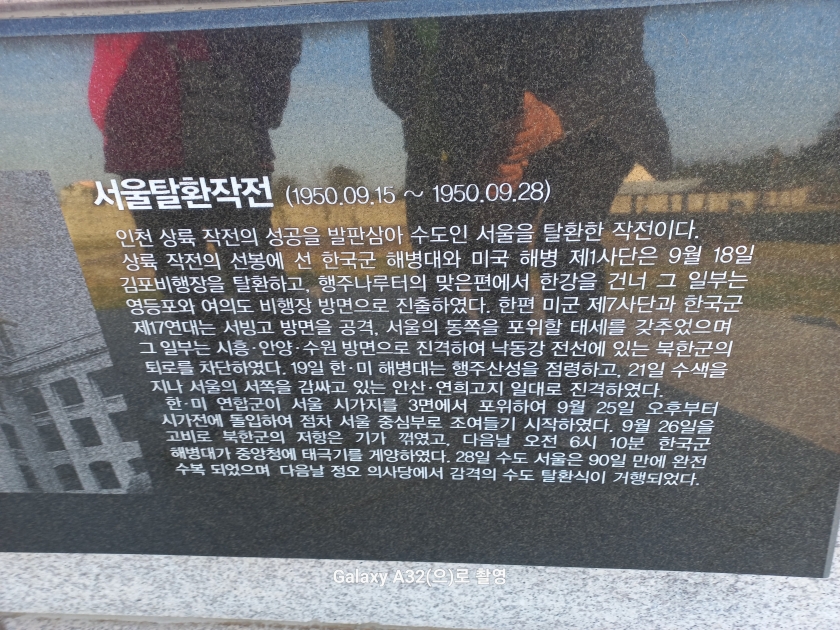 서울탈환작전 (1950.09.15 ~ 1950.09.28)
인천 상륙 작전의 성공을 발판삼아 수도인 서울을 탈환한 작전이다.
상륙 작전의 선봉에 선 한국군 해병대와 미국 해병 제1사단은 9월 18일
김포비행장을 탈환하고, 행주나루터의 맞은편에서 한강을 건너 그 일부는
영등포와 여의도 비행장 방면으로 진출하였다. 한편 미군 제7사단과 한국군
제17연대는 서빙고 방면을 공격, 서울의 동쪽을 포위할 태세를 갖추었으며
그 일부는 시흥·안양·수원 방면으로 진격하여 낙동강 전선에 있는 북한군의
퇴로를 차단하였다. 19일 한·미 해병대는 행주산성을 점령하고, 21일 수색을
지나 서울의 서쪽을 감싸고 있는 안산·연희고지 일대로 진격하였다.
한·미 연합군이 서울 시가지를 3면에서 포위하여 9월 25일 오후부터
시가전에 돌입하여 점차 서울 중심부로 조여들기 시작하였다. 9월 26일을
고비로 북한군의 저항은 기가 꺾였고, 다음날 오전 6시 10분 한국군
해병대가 중앙청에 태극기를 게양하였다. 28일 수도 서울은 90일 만에 완전
수복 되었으며 다음날 정오 의사당에서 감격의 수도 탈환식이 거행되었다.
Galaxy A32(으)로 촬영